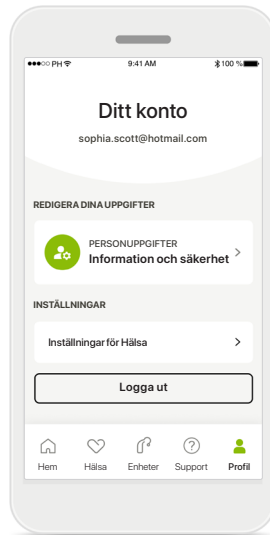 PH 9:41 AM 100 %
Ditt konto
sophia.scott@hotmail.com
REDIGERA DINA UPPGIFTER
PERSONUPPGIFTER
Information och säkerhet
INSTÄLLNINGAR
Inställningar för Hälsa
Logga ut
Hem Hälsa Enheter Support Profil